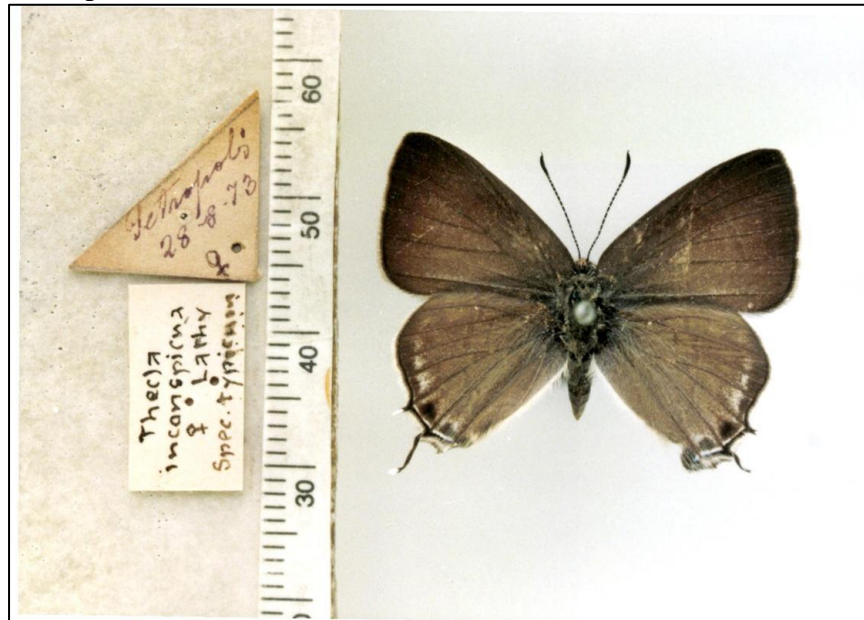 Petropolis
28-8-73
♀
Thecla
inconspicua
♀ Lathy
Spec. typicum
60
50
40
30